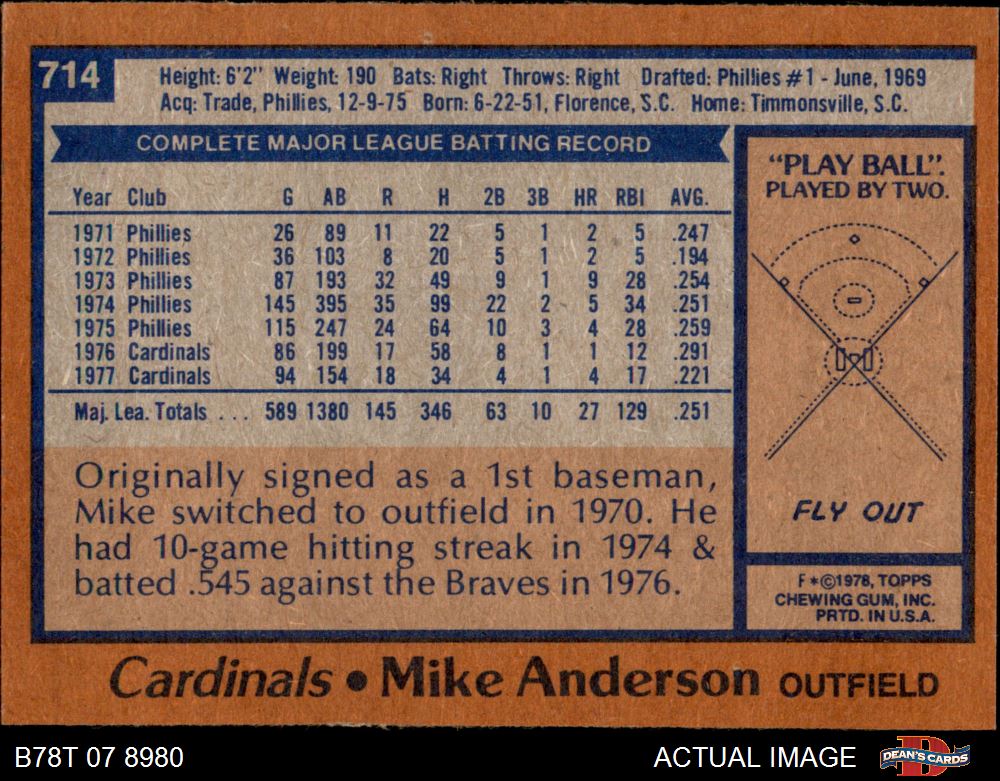 714
Height: 6'2" Weight: 190 Bats: Right Throws: Right Drafted: Phillies #1 - June, 1969
Acq: Trade, Phillies, 12-9-75 Born: 6-22-51, Florence, S.C. Home: Timmonsville, S.C.
COMPLETE MAJOR LEAGUE BATTING RECORD
Year Club G AB R H 2B 3B HR RBI AVG.
1971 Phillies 26 89 11 22 5 1 2 5 .247
1972 Phillies 36 103 8 20 5 1 2 5 .194
1973 Phillies 87 193 32 49 9 1 9 28 .254
1974 Phillies 145 395 35 99 22 2 5 34 .251
1975 Phillies 115 247 24 64 10 3 4 28 .259
1976 Cardinals 86 199 17 58 8 1 1 12 .291
1977 Cardinals 94 154 18 34 4 1 4 17 .221
Maj. Lea. Totals ... 589 1380 145 346 63 10 27 129 .251
Originally signed as a 1st baseman,
Mike switched to outfield in 1970. He
had 10-game hitting streak in 1974 &
batted .545 against the Braves in 1976.
"PLAY BALL".
PLAYED BY TWO.
FLY OUT
F*©1978, TOPPS
CHEWING GUM, INC.
PRTD. IN U.S.A.
Cardinals • Mike Anderson OUTFIELD
B78T 07 8980
ACTUAL IMAGE
D
DEAN'S CARDS